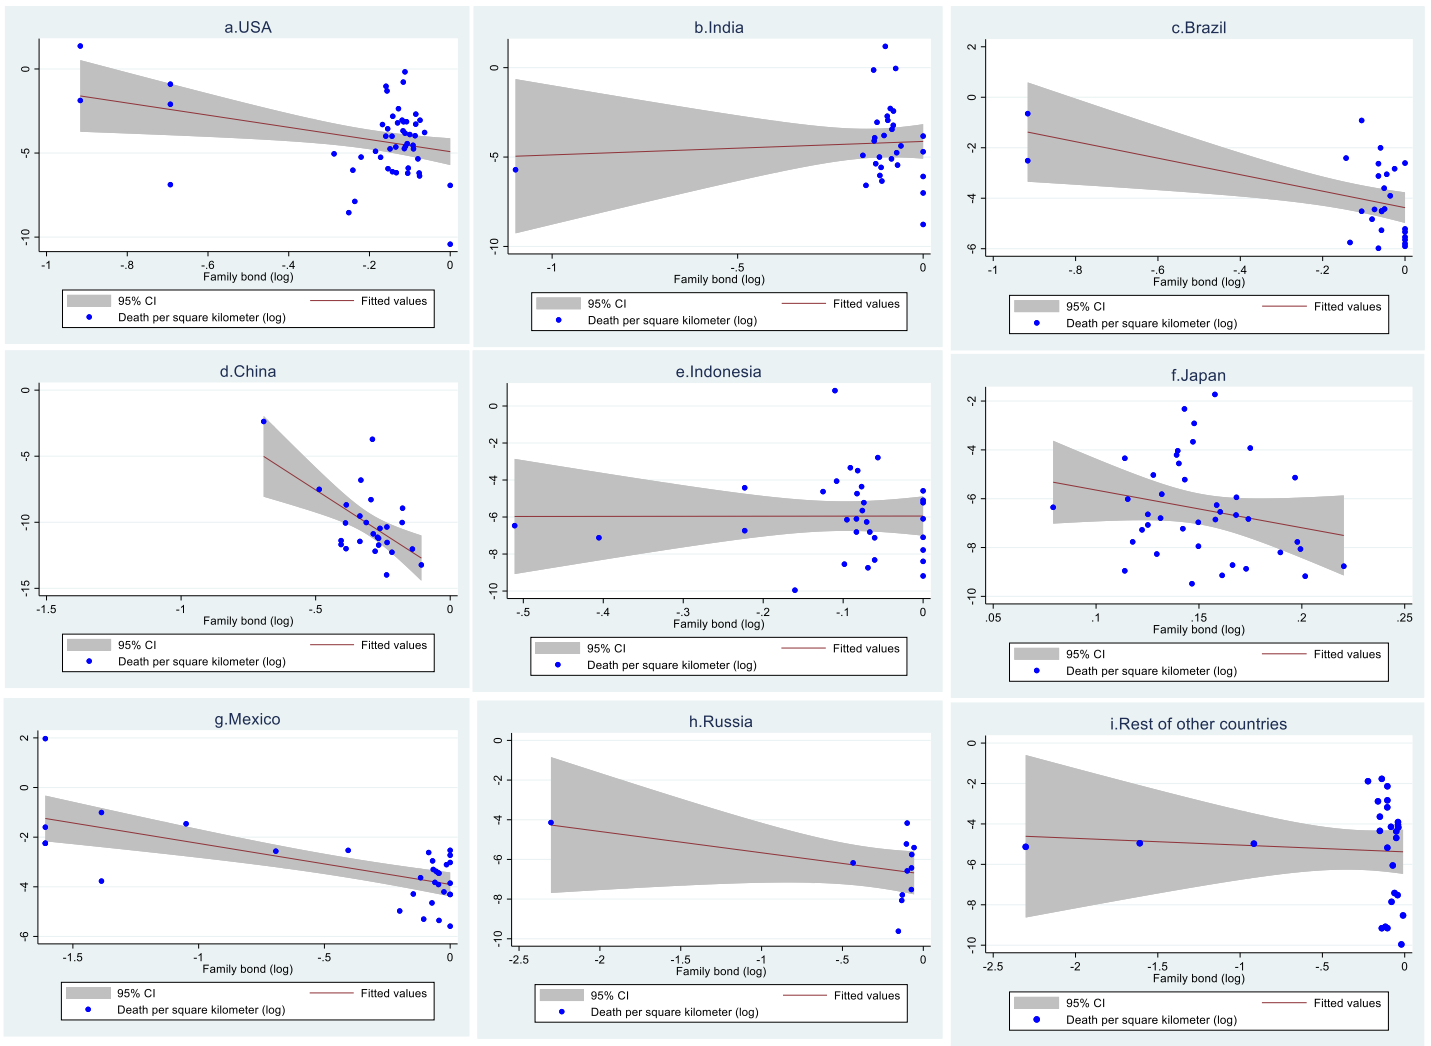 a.USA
0
-5
-10
-1
-.8
-.6
-.4
-.2
0
Family bond (log)
95% CI
Fitted values
Death per square kilometer (log)
b.India
0
-5
-10
-1
-.5
0
Family bond (log)
95% CI
Fitted values
Death per square kilometer (log)
c.Brazil
2
0
-2
-4
-6
-1
-.8
-.6
-.4
-.2
0
Family bond (log)
95% CI
Fitted values
Death per square kilometer (log)
d.China
0
-5
-10
-15
-1.5
-1
-.5
0
Family bond (log)
95% CI
Fitted values
Death per square kilometer (log)
e.Indonesia
0
-2
-4
-6
-8
-10
-.5
-.4
-.3
-.2
-.1
0
Family bond (log)
95% CI
Fitted values
Death per square kilometer (log)
f.Japan
-2
-4
-6
-8
-10
.05
.1
.15
.2
.25
Family bond (log)
95% CI
Fitted values
Death per square kilometer (log)
g.Mexico
2
0
-2
-4
-6
-1.5
-1
-.5
0
Family bond (log)
95% CI
Fitted values
Death per square kilometer (log)
h.Russia
0
-2
-4
-6
-8
-10
-2.5
-2
-1.5
-1
-.5
0
Family bond (log)
95% CI
Fitted values
Death per square kilometer (log)
i.Rest of other countries
0
-2
-4
-6
-8
-10
-2.5
-2
-1.5
-1
-.5
0
Family bond (log)
95% CI
Fitted values
Death per square kilometer (log)